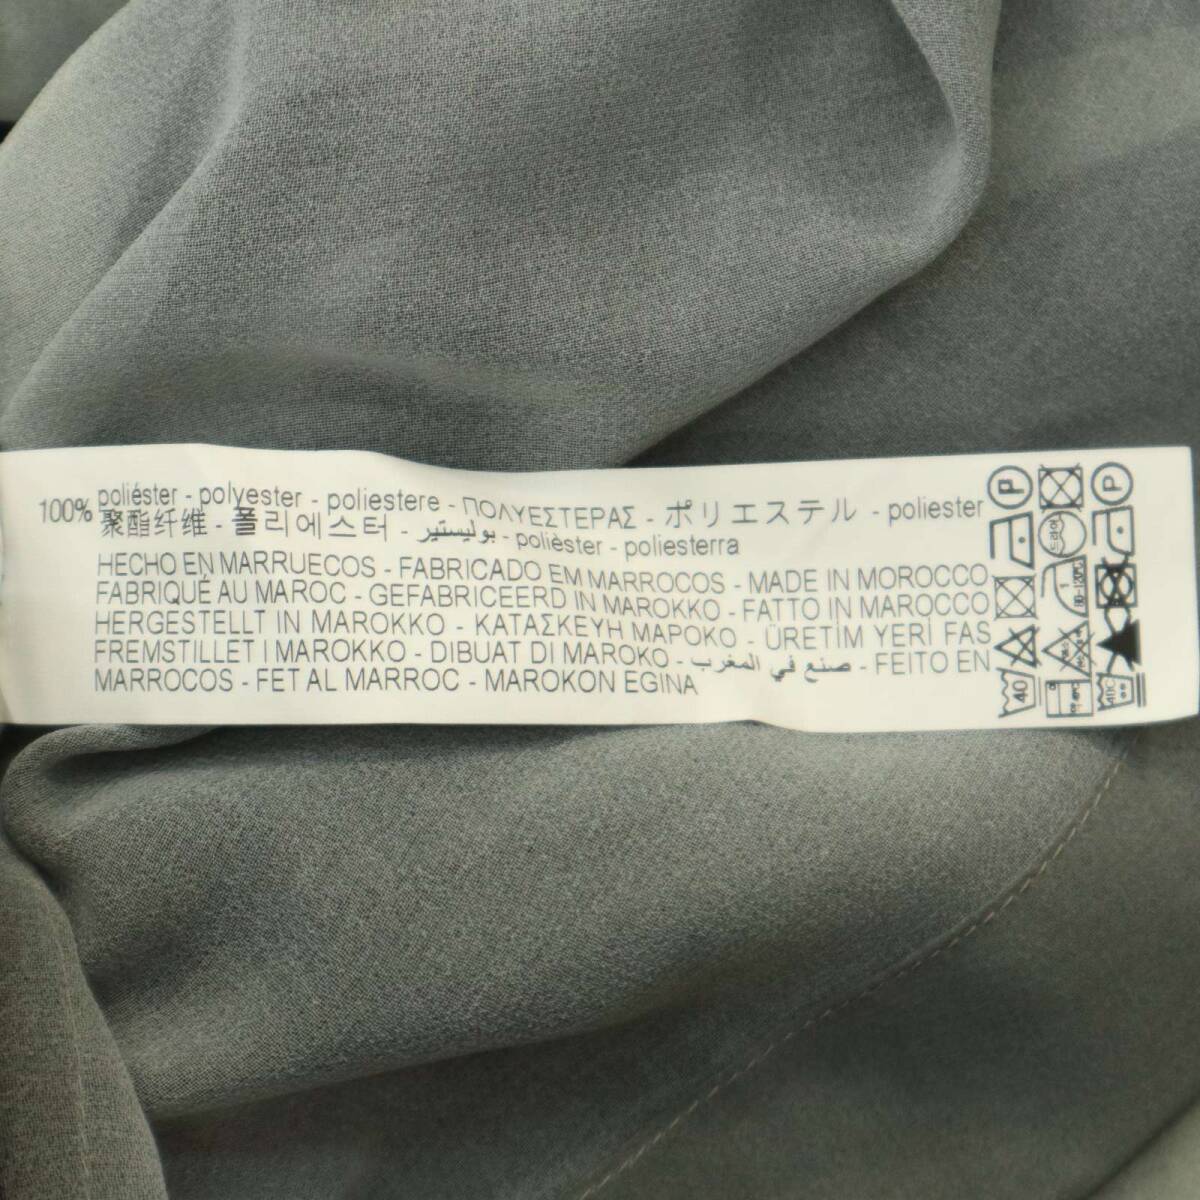 100% poliéster - polyester - poliestere - ΠΟΛΥΕΣΤΕΡΑΣ - ポリエステル - poliester
聚酯纤维 - 폴리에스터 - بوليستير - polièster - poliesterra
HECHO EN MARRUECOS - FABRICADO EM MARROCOS - MADE IN MOROCCO
FABRIQUÉ AU MAROC - GEFABRICEERD IN MAROKKO - FATTO IN MAROCCO
HERGESTELLT IN MAROKKO - ΚΑΤΑΣΚΕΥΗ ΜΑΡΟΚΟ - ÜRETİM YERİ FAS
FREMSTILLET I MAROKKO - DIBUAT DI MAROKO - صنع في المغرب - FEITO EN
MARROCOS - FET AL MARROC - MAROKON EGINA
P P
40